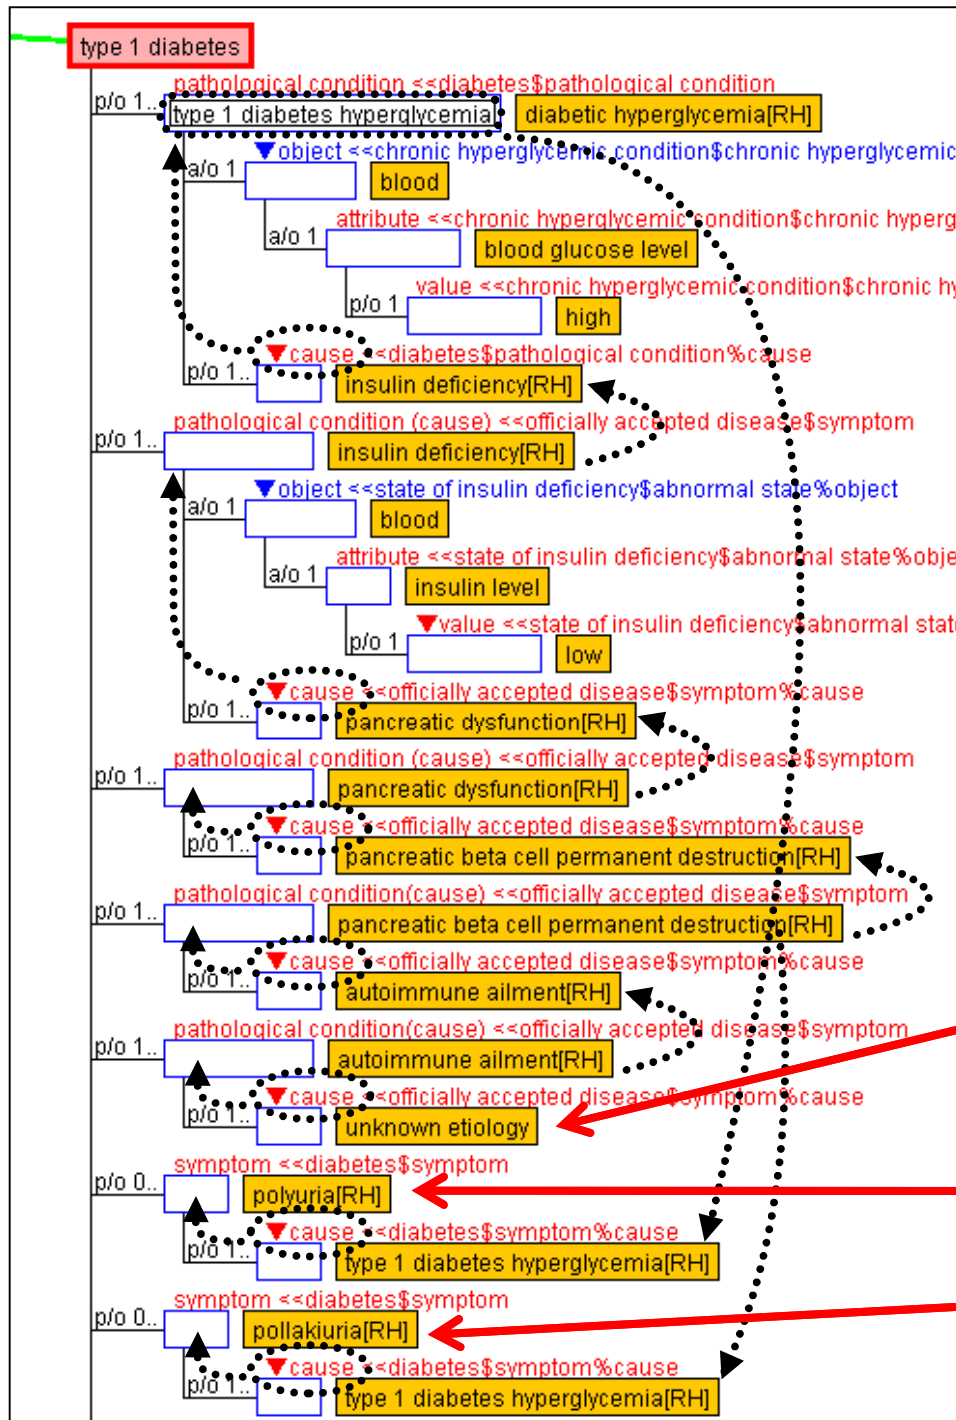 type 1 diabetes
pathological condition <<diabetes$pathological condition
p/o 1.. type 1 diabetes hyperglycemia diabetic hyperglycemia[RH]
▼object <<chronic hyperglycemic condition$chronic hyperglycemic
a/o 1 blood
attribute <<chronic hyperglycemic condition$chronic hyperg
a/o 1 blood glucose level
value <<chronic hyperglycemic condition$chronic hy
p/o 1 high
▼cause <<diabetes$pathological condition%cause
p/o 1.. insulin deficiency[RH]
pathological condition (cause) <<officially accepted disease$symptom
p/o 1.. insulin deficiency[RH]
▼object <<state of insulin deficiency$abnormal state%object
a/o 1 blood
attribute <<state of insulin deficiency$abnormal state%obje
a/o 1 insulin level
▼value <<state of insulin deficiency$abnormal stat
p/o 1 low
▼cause <<officially accepted disease$symptom%cause
p/o 1.. pancreatic dysfunction[RH]
pathological condition (cause) <<officially accepted disease$symptom
p/o 1.. pancreatic dysfunction[RH]
▼cause <<officially accepted disease$symptom%cause
p/o 1.. pancreatic beta cell permanent destruction[RH]
pathological condition(cause) <<officially accepted disease$symptom
p/o 1.. pancreatic beta cell permanent destruction[RH]
▼cause <<officially accepted disease$symptom%cause
p/o 1.. autoimmune ailment[RH]
pathological condition(cause) <<officially accepted disease$symptom
p/o 1.. autoimmune ailment[RH]
▼cause <<officially accepted disease$symptom%cause
p/o 1.. unknown etiology
symptom <<diabetes$symptom
p/o 0.. polyuria[RH]
▼cause <<diabetes$symptom%cause
p/o 1.. type 1 diabetes hyperglycemia[RH]
symptom <<diabetes$symptom
p/o 0.. pollakiuria[RH]
▼cause <<diabetes$symptom%cause
p/o 1.. type 1 diabetes hyperglycemia[RH]